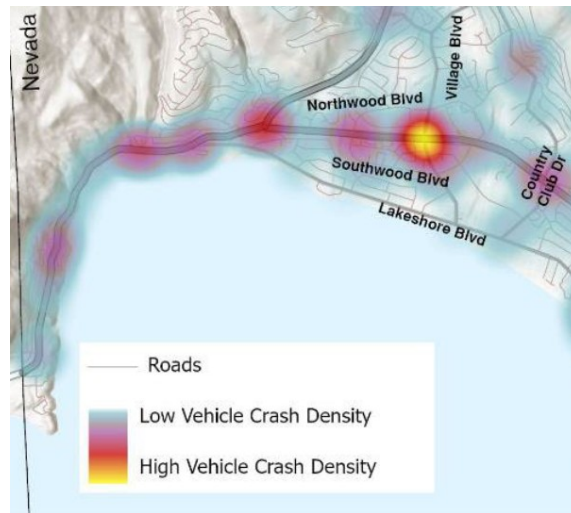 Nevada
Northwood Blvd
Village Blvd
Southwood Blvd
Country
Club Dr
Lakeshore Blvd
Roads
Low Vehicle Crash Density
High Vehicle Crash Density